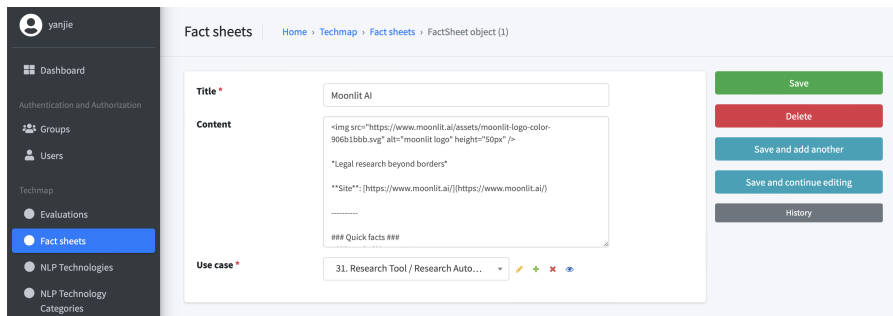 yanjie
Fact sheets
Home › Techmap › Fact sheets › FactSheet object (1)
Dashboard
Authentication and Authorization
Groups
Users
Techmap
Evaluations
Fact sheets
NLP Technologies
NLP Technology
Categories
Title *
Moonlit AI
Content
<img src="https://www.moonlit.ai/assets/moonlit-logo-color-
906b1bbb.svg" alt="moonlit logo" height="50px" />
*Legal research beyond borders*
**Site**: [https://www.moonlit.ai/](https://www.moonlit.ai/)
----------
### Quick facts ###
Use case *
31. Research Tool / Research Auto...
Save
Delete
Save and add another
Save and continue editing
History